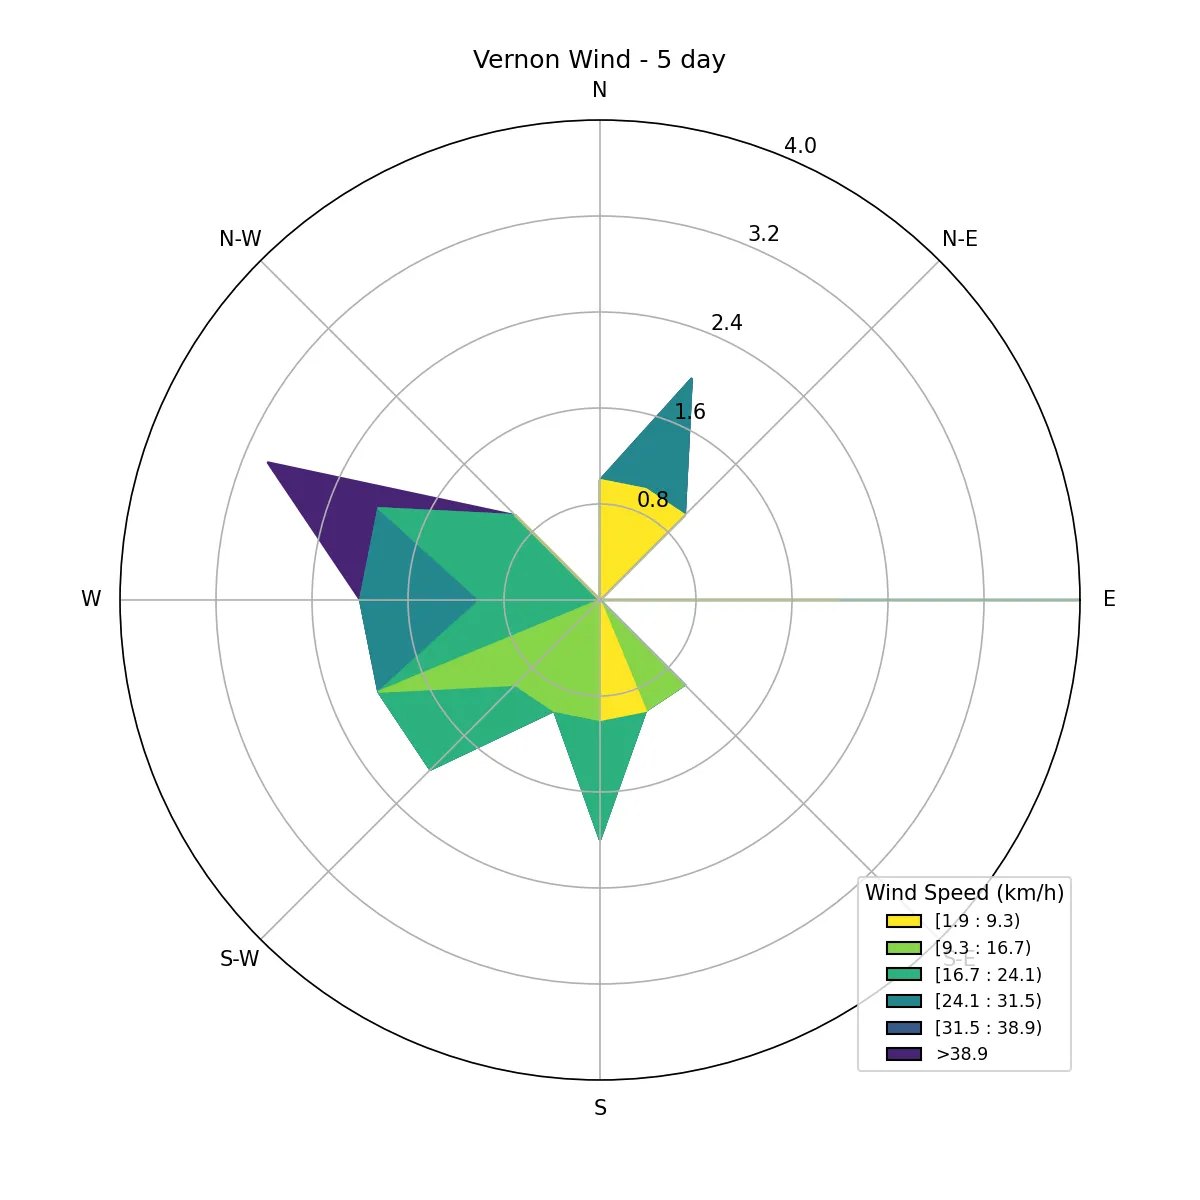 Vernon Wind - 5 day
N
4.0
N-W
3.2
N-E
2.4
1.6
0.8
W
E
S-W
S-E
S
Wind Speed (km/h)
[1.9 : 9.3)
[9.3 : 16.7)
[16.7 : 24.1)
[24.1 : 31.5)
[31.5 : 38.9)
>38.9